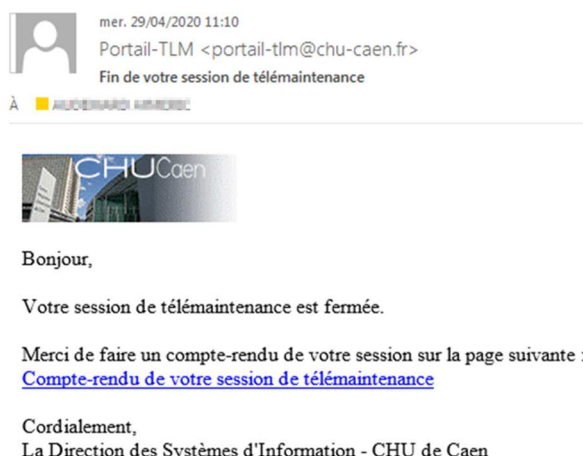 mer. 29/04/2020 11:10
Portail-TLM <portail-tlm@chu-caen.fr>
Fin de votre session de télémaintenance
À
CHUCaen
Bonjour,
Votre session de télémaintenance est fermée.
Merci de faire un compte-rendu de votre session sur la page suivante :
Compte-rendu de votre session de télémaintenance
Cordialement,
La Direction des Systèmes d'Information - CHU de Caen